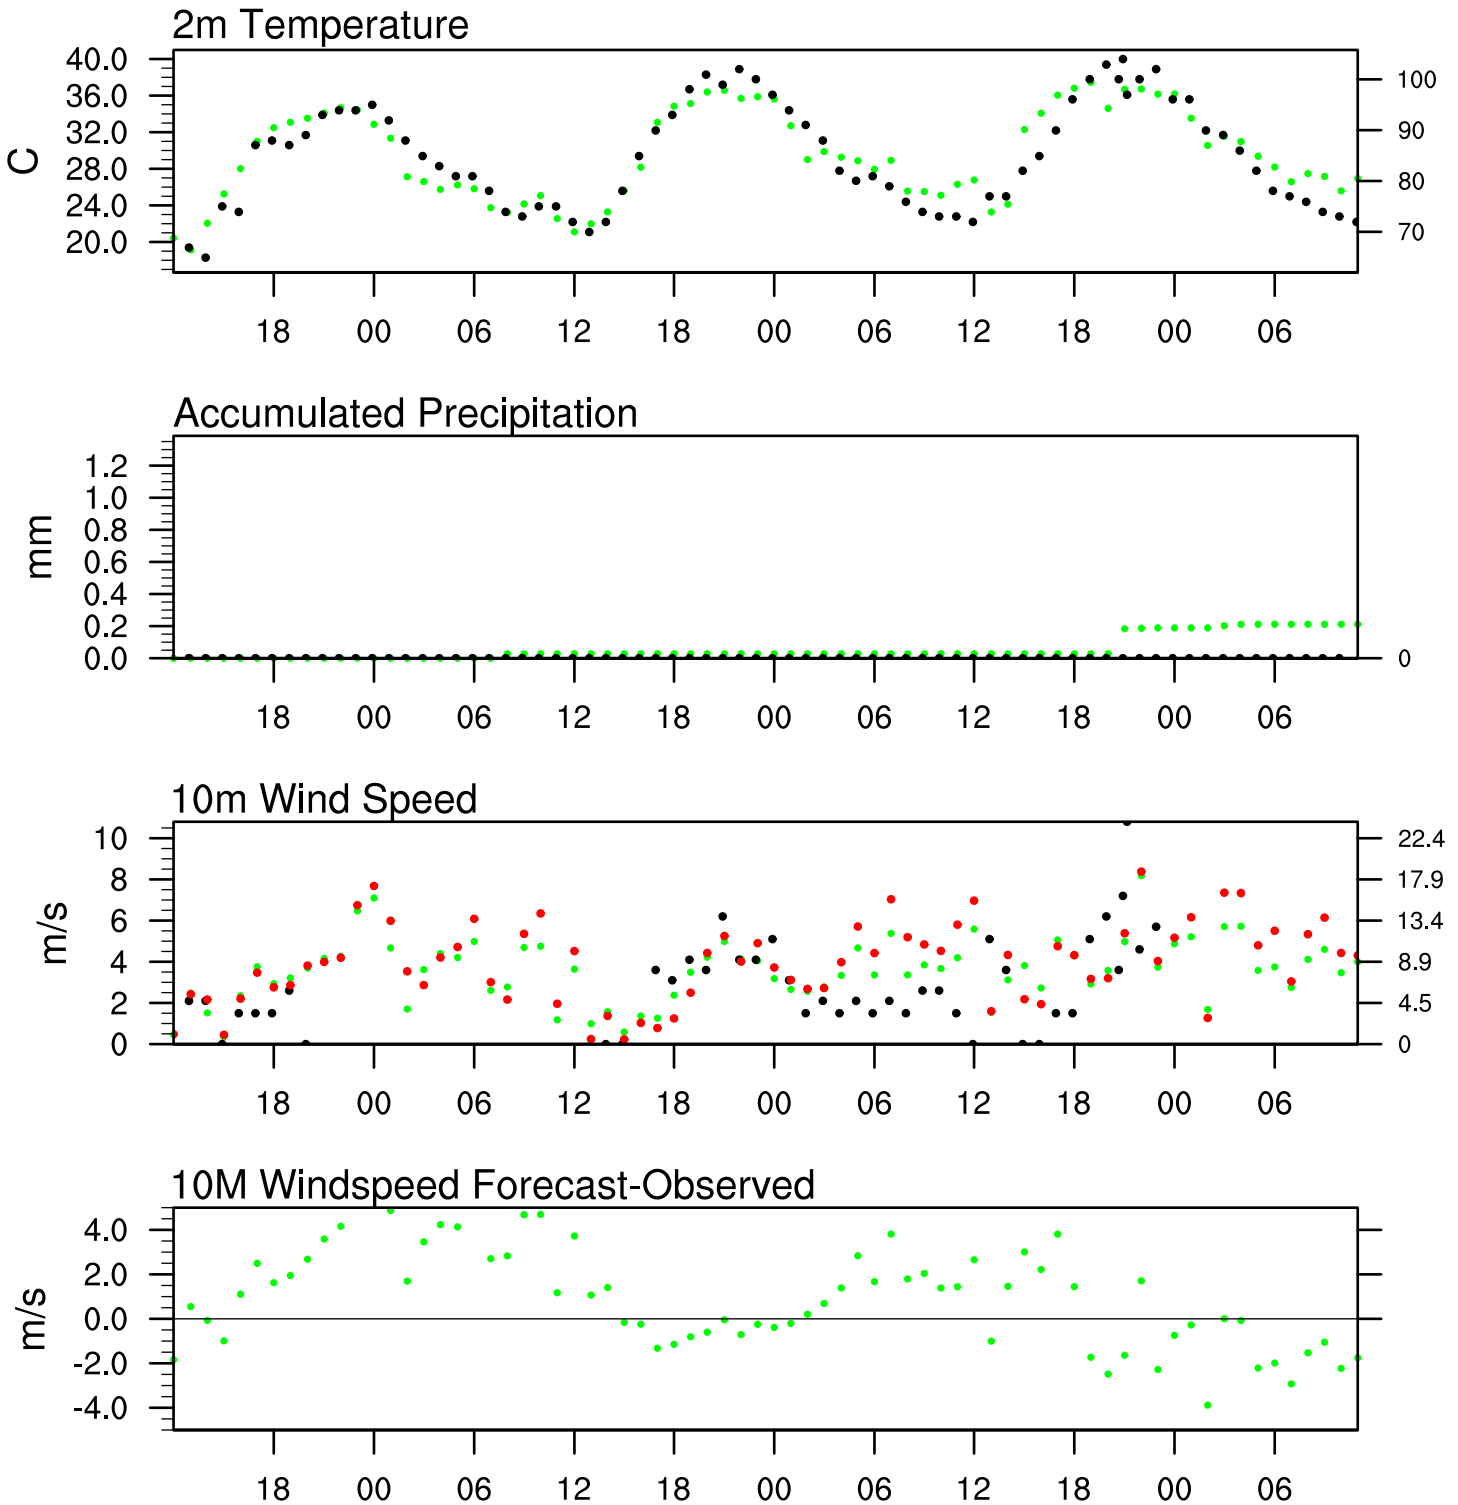 2m Temperature
40.0
36.0
32.0
28.0
24.0
20.0
C
100
90
80
70
18 00 06 12 18 00 06 12 18 00 06
Accumulated Precipitation
1.2
1.0
0.8
0.6
0.4
0.2
0.0
mm
0
18 00 06 12 18 00 06 12 18 00 06
10m Wind Speed
10
8
6
4
2
0
m/s
22.4
17.9
13.4
8.9
4.5
0
18 00 06 12 18 00 06 12 18 00 06
10M Windspeed Forecast-Observed
4.0
2.0
0.0
-2.0
-4.0
m/s
18 00 06 12 18 00 06 12 18 00 06